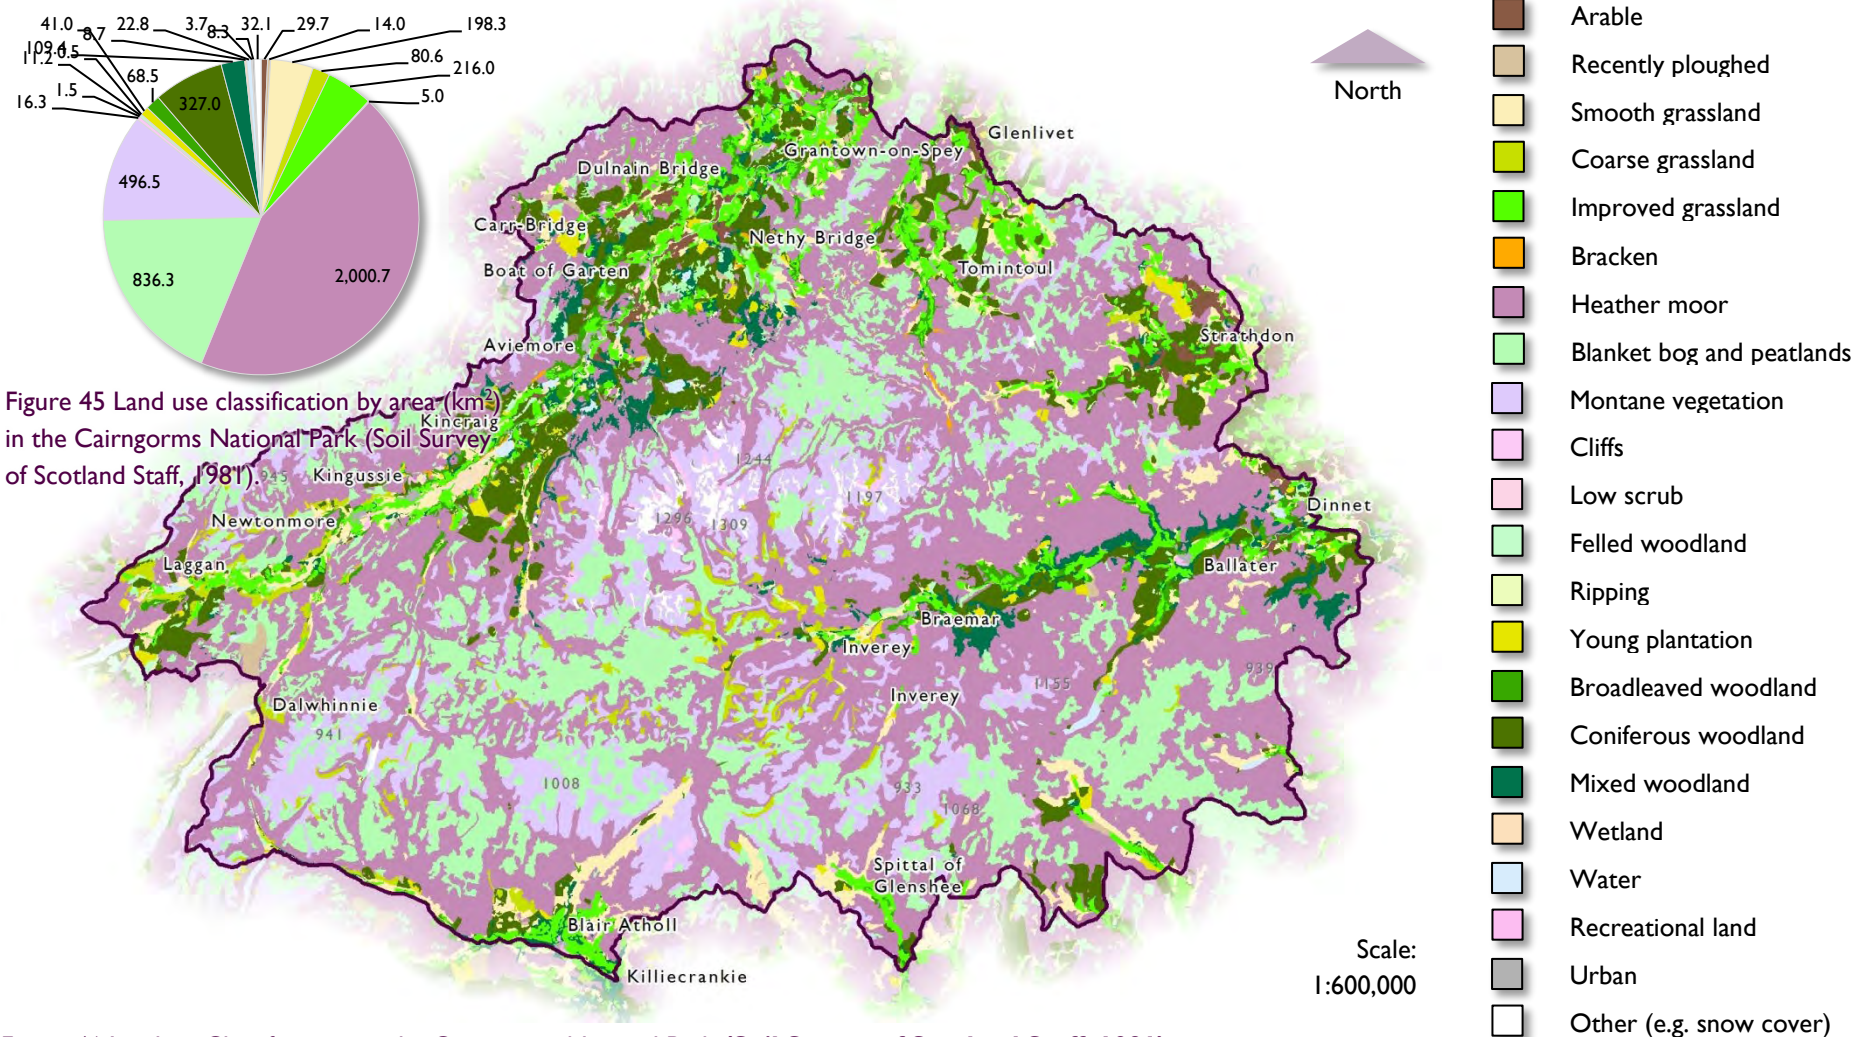 41.0
22.8
3.7
32.1
29.7
14.0
198.3
8.7
8.3
109.4
0.5
80.6
11.2
216.0
68.5
1.5
5.0
16.3
327.0
496.5
836.3
2,000.7
Figure 45 Land use classification by area (km²)
in the Cairngorms National Park (Soil Survey
of Scotland Staff, 1981).
North
Glenlivet
Grantown-on-Spey
Dulnain Bridge
Carr-Bridge
Nethy Bridge
Boat of Garten
Tomintoul
Aviemore
Strathdon
Kincraig
1244
945
Kingussie
1197
Newtonmore
1296
1309
Dinnet
Laggan
Ballater
Braemar
Inverey
939
1155
Inverey
Dalwhinnie
941
1008
933
1068
Spittal of
Glenshee
Blair Atholl
Killiecrankie
Scale:
1:600,000
Arable
Recently ploughed
Smooth grassland
Coarse grassland
Improved grassland
Bracken
Heather moor
Blanket bog and peatlands
Montane vegetation
Cliffs
Low scrub
Felled woodland
Ripping
Young plantation
Broadleaved woodland
Coniferous woodland
Mixed woodland
Wetland
Water
Recreational land
Urban
Other (e.g. snow cover)